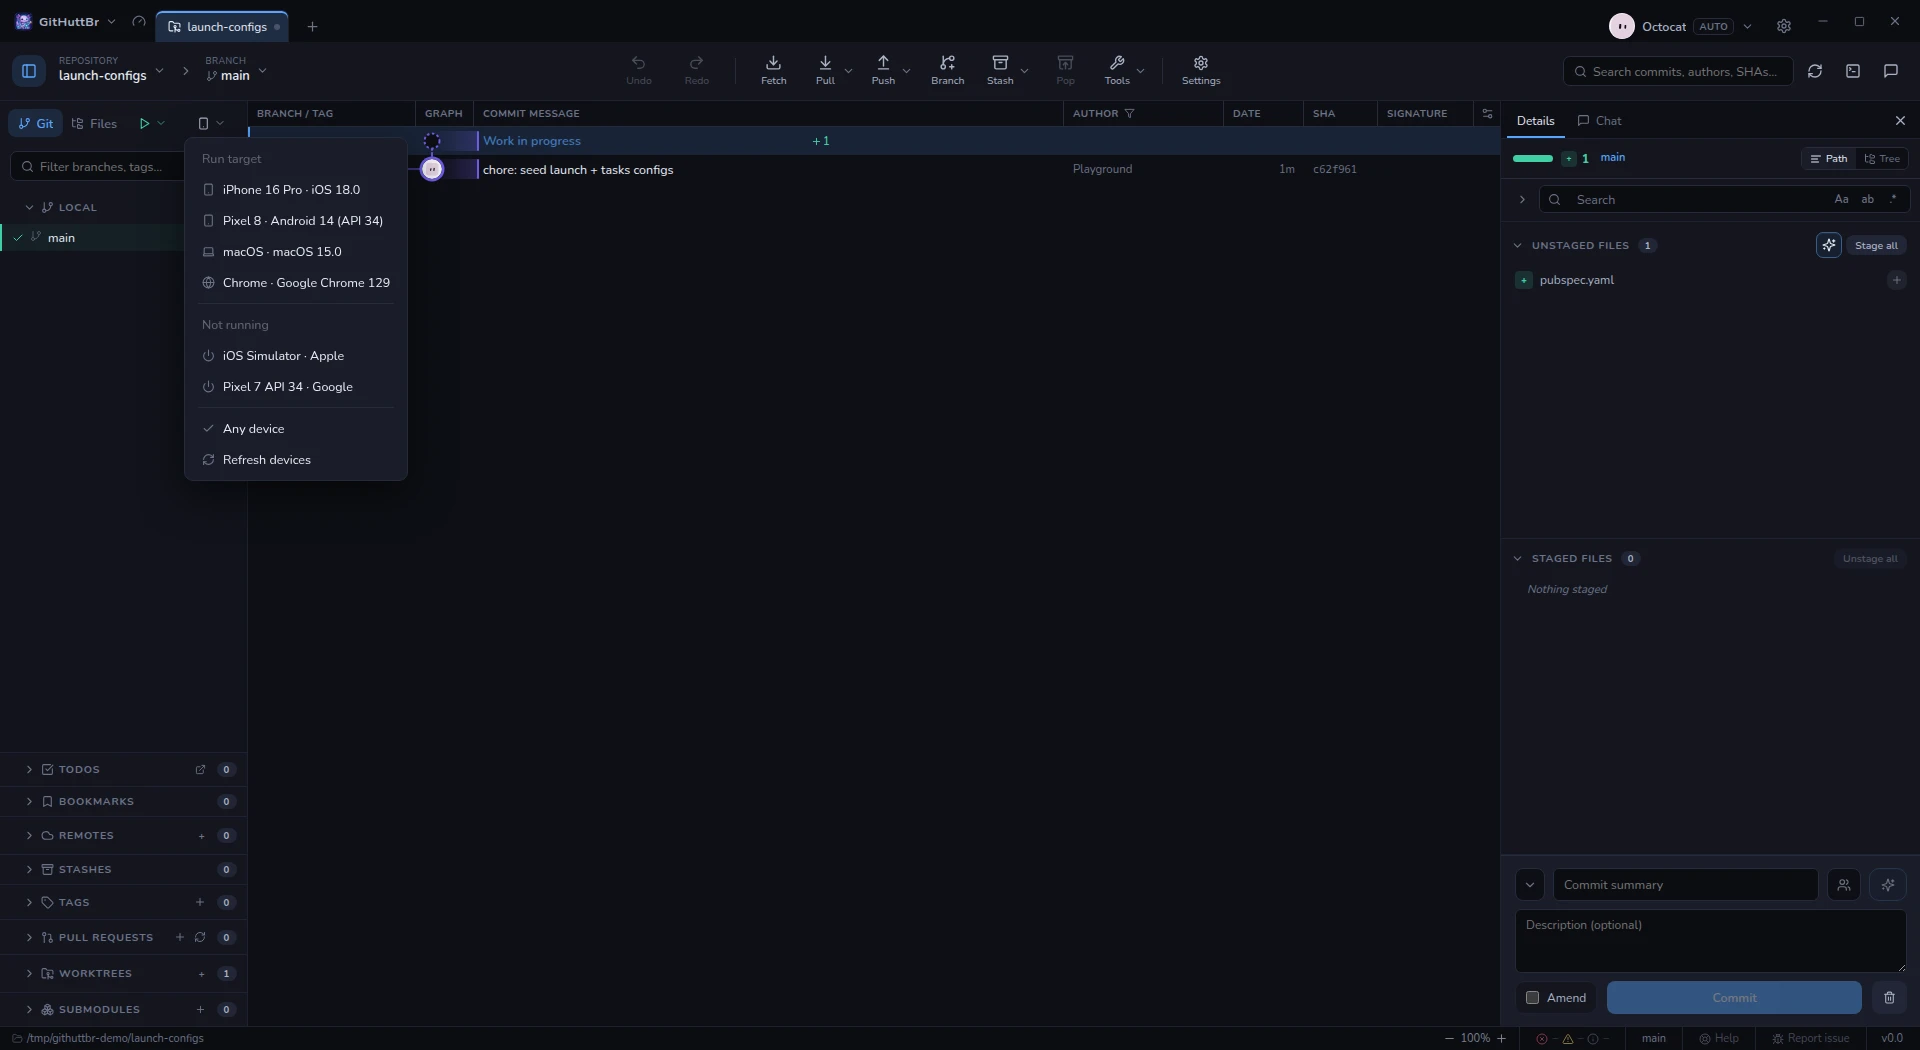 GitHuttBr
launch-configs
Octocat
AUTO
REPOSITORY
launch-configs
BRANCH
main
Undo
Redo
Fetch
Pull
Push
Branch
Stash
Pop
Tools
Settings
Search commits, authors, SHAs...
Git
Files
Filter branches, tags...
LOCAL
main
Run target
iPhone 16 Pro · iOS 18.0
Pixel 8 · Android 14 (API 34)
macOS · macOS 15.0
Chrome · Google Chrome 129
Not running
iOS Simulator · Apple
Pixel 7 API 34 · Google
Any device
Refresh devices
BRANCH / TAG
GRAPH
COMMIT MESSAGE
AUTHOR
DATE
SHA
SIGNATURE
Work in progress
+ 1
chore: seed launch + tasks configs
Playground
1m
c62f961
Details
Chat
+ 1 main
Path
Tree
Search
Aa
ab
.*
UNSTAGED FILES 1
Stage all
pubspec.yaml
STAGED FILES 0
Unstage all
Nothing staged
Commit summary
Description (optional)
Amend
Commit
TODOS 0
BOOKMARKS 0
REMOTES + 0
STASHES 0
TAGS + 0
PULL REQUESTS + 0
WORKTREES + 1
SUBMODULES + 0
/tmp/githuttbr-demo/launch-configs
− 100% +
main
Help
Report issue
v0.0